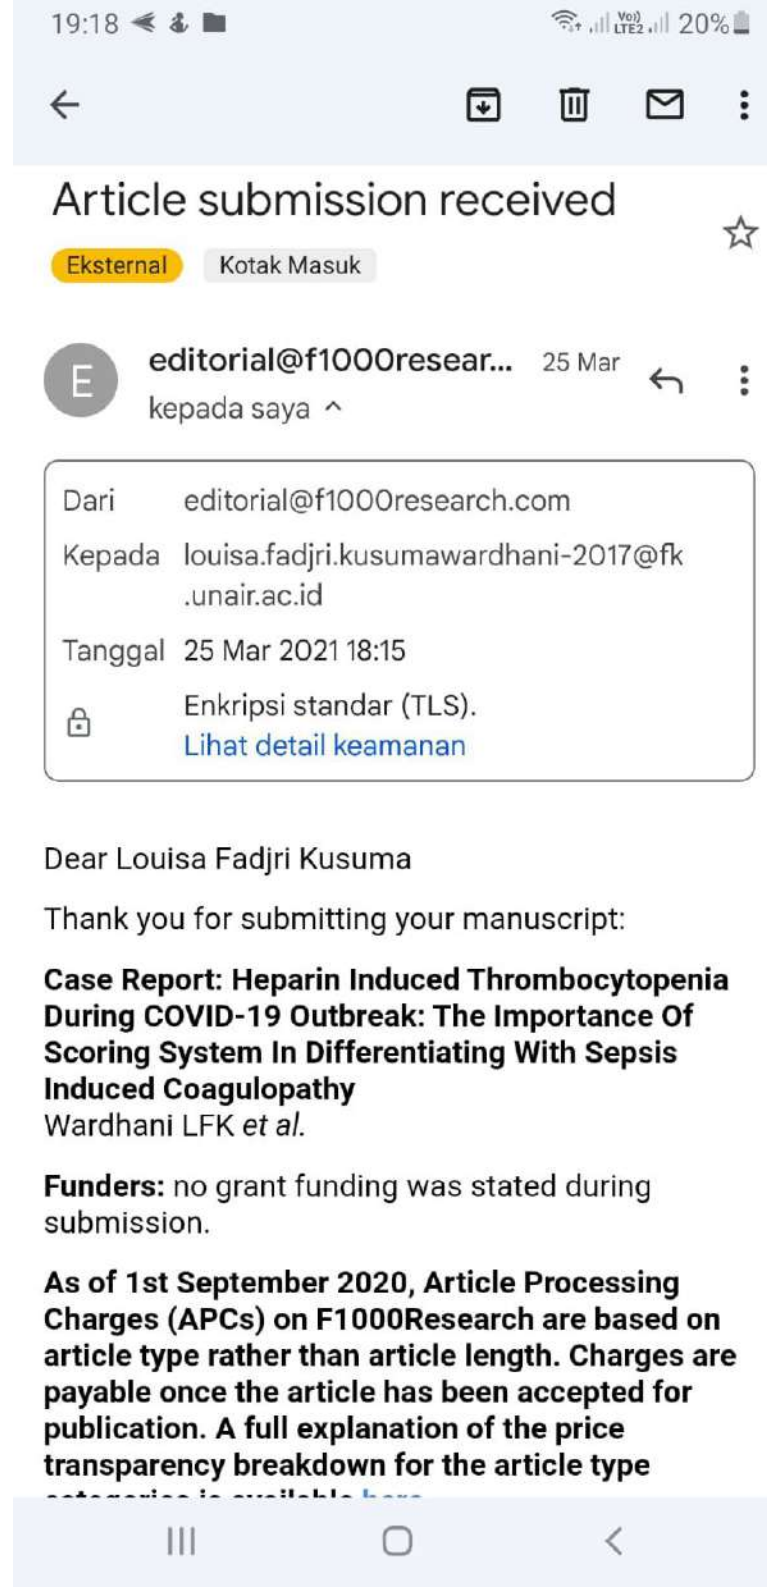 19:18
Vo))
LTE2
20%
Article submission received
Eksternal
Kotak Masuk
E
editorial@f1000resear...
25 Mar
kepada saya
Dari editorial@f1000research.com
Kepada louisa.fadjri.kusumawardhani-2017@fk
.unair.ac.id
Tanggal 25 Mar 2021 18:15
Enkripsi standar (TLS).
Lihat detail keamanan
Dear Louisa Fadjri Kusuma
Thank you for submitting your manuscript:
Case Report: Heparin Induced Thrombocytopenia
During COVID-19 Outbreak: The Importance Of
Scoring System In Differentiating With Sepsis
Induced Coagulopathy
Wardhani LFK et al.
Funders: no grant funding was stated during
submission.
As of 1st September 2020, Article Processing
Charges (APCs) on F1000Research are based on
article type rather than article length. Charges are
payable once the article has been accepted for
publication. A full explanation of the price
transparency breakdown for the article type